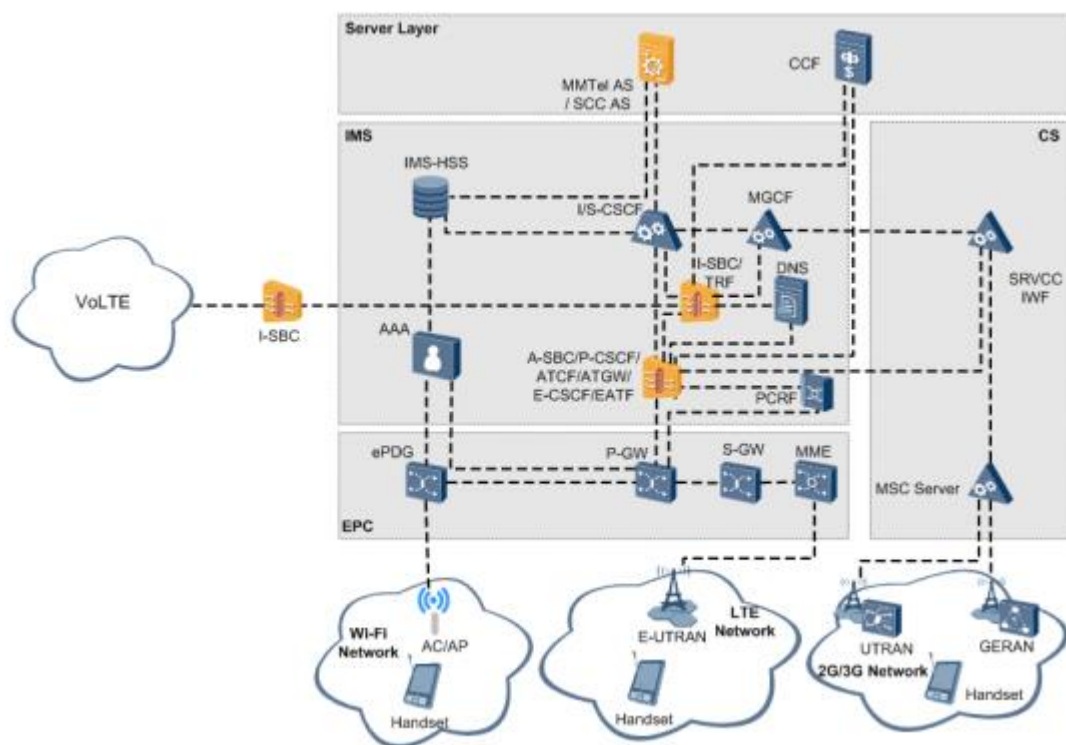 Server Layer
MMTel AS
/ SCC AS
CCF
IMS
CS
IMS-HSS
I/S-CSCF
MGCF
I-SBC/
TRF
DNS
SRVCC
IWF
VoLTE
I-SBC
AAA
A-SBC/P-CSCF/
ATCF/ATGW/
E-CSCF/EATF
PCRF
ePDG
P-GW
S-GW
MME
MSC Server
EPC
Wi-Fi
Network
AC/AP
Handset
E-UTRAN
LTE
Network
Handset
UTRAN
GERAN
2G/3G Network
Handset